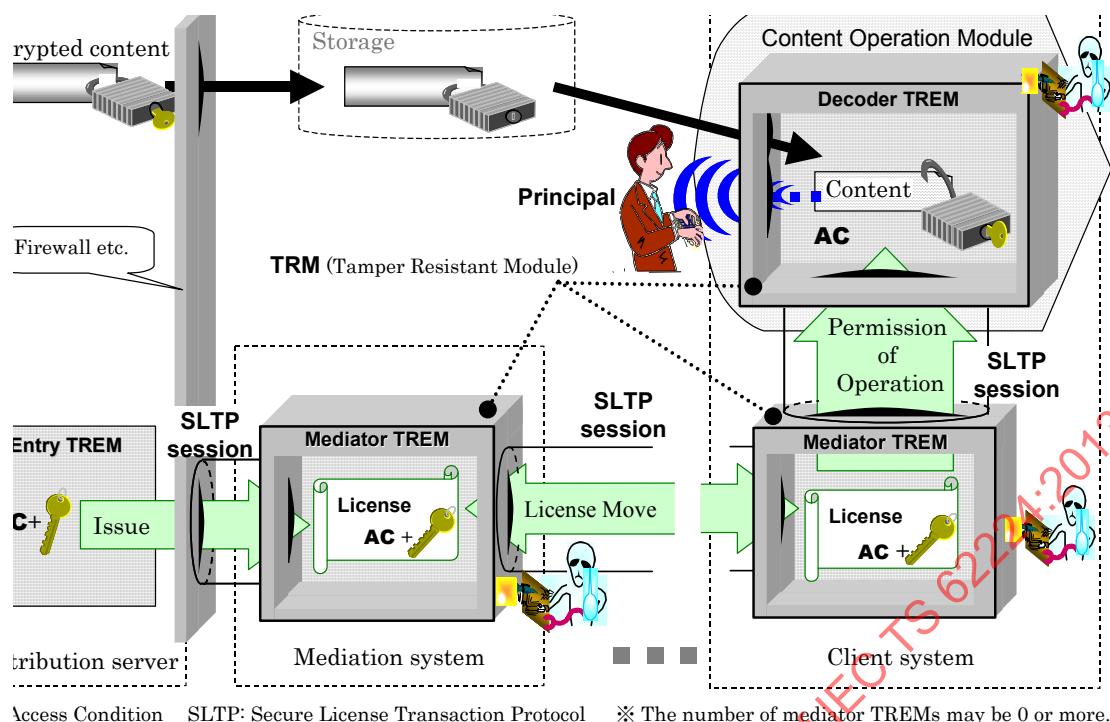 rypted content
Storage
Content Operation Module
Decoder TREM
Content
AC
Principal
Firewall etc.
TRM (Tamper Resistant Module)
Permission
of
Operation
SLTP
session
SLTP
session
SLTP
session
Entry TREM
C+
Issue
Mediator TREM
License
AC +
License Move
Mediator TREM
License
AC +
tribution server
Mediation system
Client system
Access Condition SLTP: Secure License Transaction Protocol ※ The number of mediator TREMs may be 0 or more
IEC TS 62224:2013